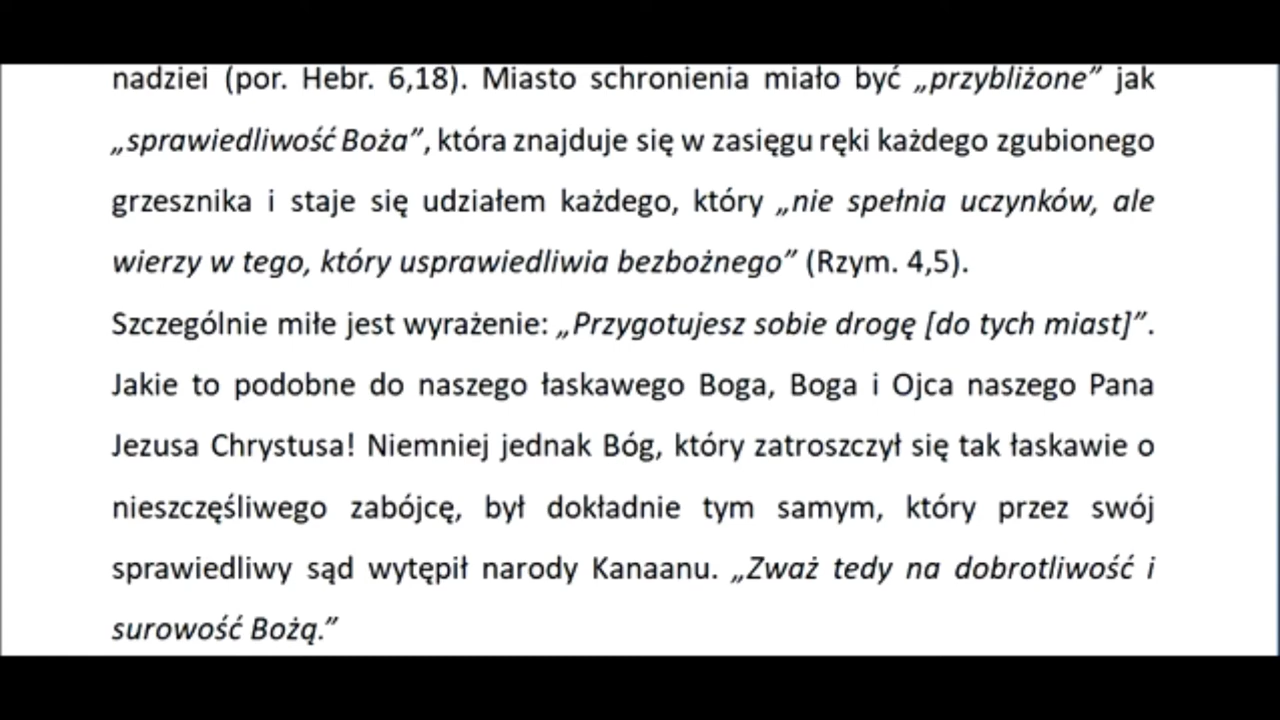 nadziei (por. Hebr. 6,18). Miasto schronienia miało być „przybliżone” jak
„sprawiedliwość Boża”, która znajduje się w zasięgu ręki każdego zgubionego
grzesznika i staje się udziałem każdego, który „nie spełnia uczynków, ale
wierzy w tego, który usprawiedliwia bezbożnego” (Rzym. 4,5).
Szczególnie miłe jest wyrażenie: „Przygotujesz sobie drogę [do tych miast]”.
Jakie to podobne do naszego łaskawego Boga, Boga i Ojca naszego Pana
Jezusa Chrystusa! Niemniej jednak Bóg, który zatroszczył się tak łaskawie o
nieszczęśliwego zabójcę, był dokładnie tym samym, który przez swój
sprawiedliwy sąd wytępił narody Kanaanu. „Zważ tedy na dobrotliwość i
surowość Bożą.”